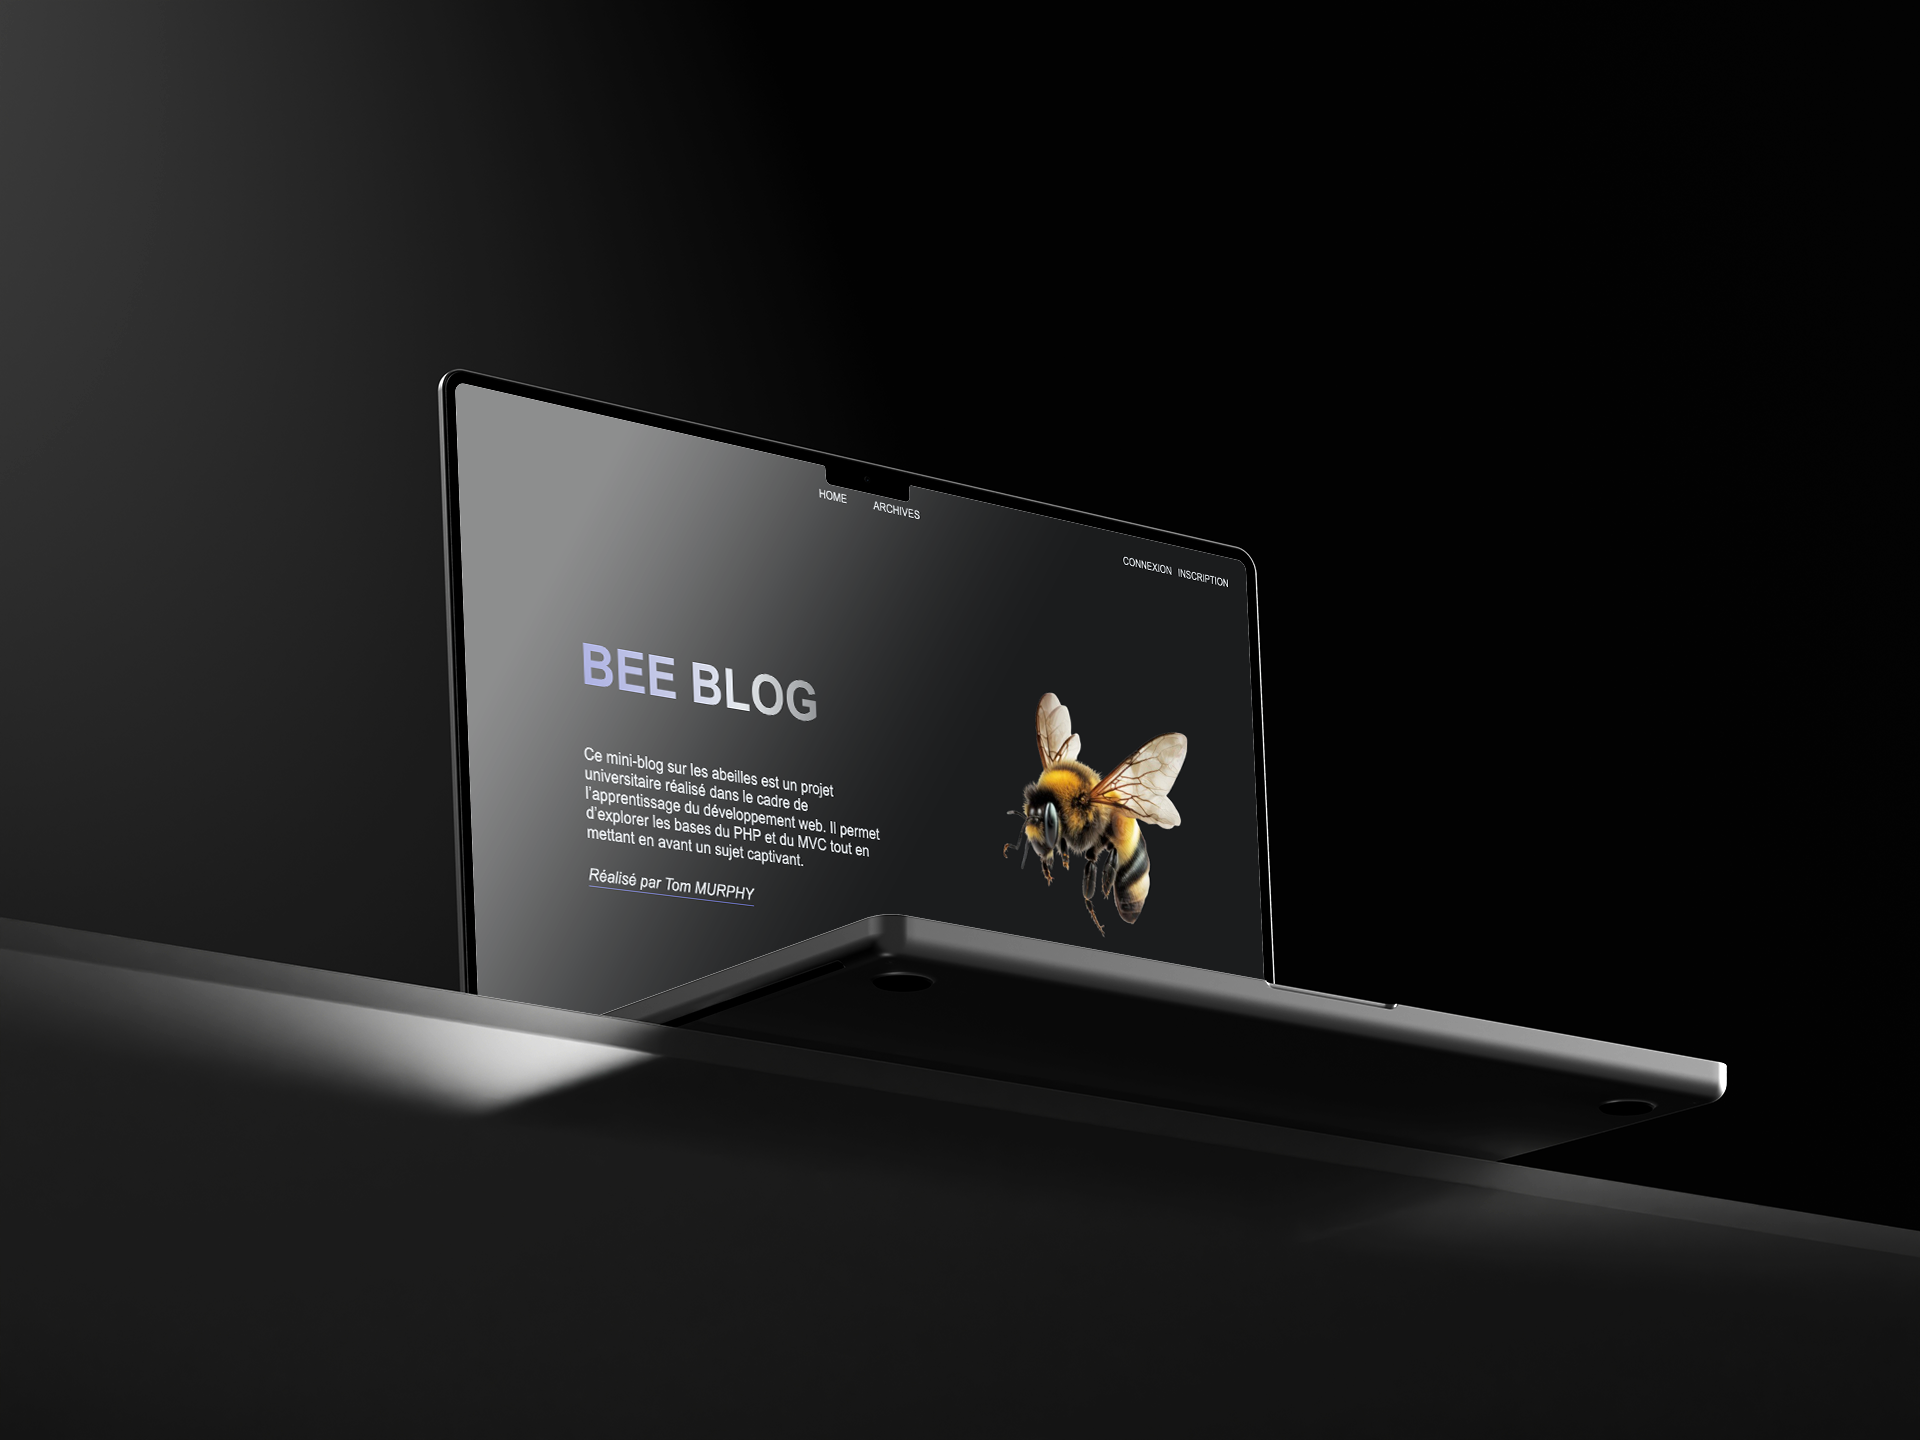 HOME ARCHIVES
CONNEXION INSCRIPTION
BEE BLOG
Ce mini-blog sur les abeilles est un projet
universitaire réalisé dans le cadre de
l'apprentissage du développement web. Il permet
d'explorer les bases du PHP et du MVC tout en
mettant en avant un sujet captivant.
Réalisé par Tom MURPHY